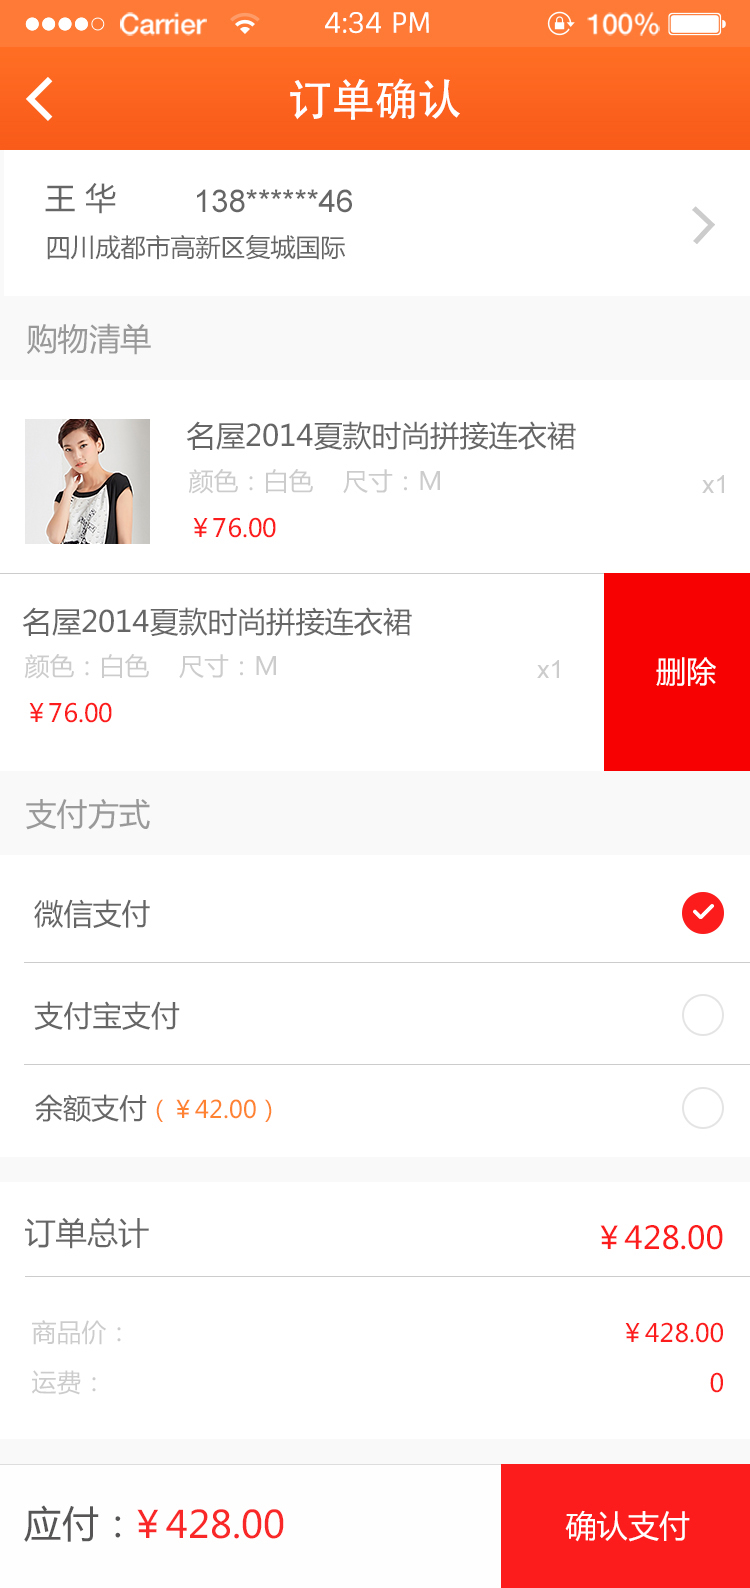 Carrier 4:34 PM 100%
订单确认
王 华 138******46
四川成都市高新区复城国际
购物清单
名屋2014夏款时尚拼接连衣裙
颜色：白色 尺寸：M x1
¥76.00
名屋2014夏款时尚拼接连衣裙
颜色：白色 尺寸：M x1
¥76.00
删除
支付方式
微信支付
支付宝支付
余额支付（¥42.00）
订单总计 ¥428.00
商品价： ¥428.00
运费： 0
应付：¥428.00 确认支付